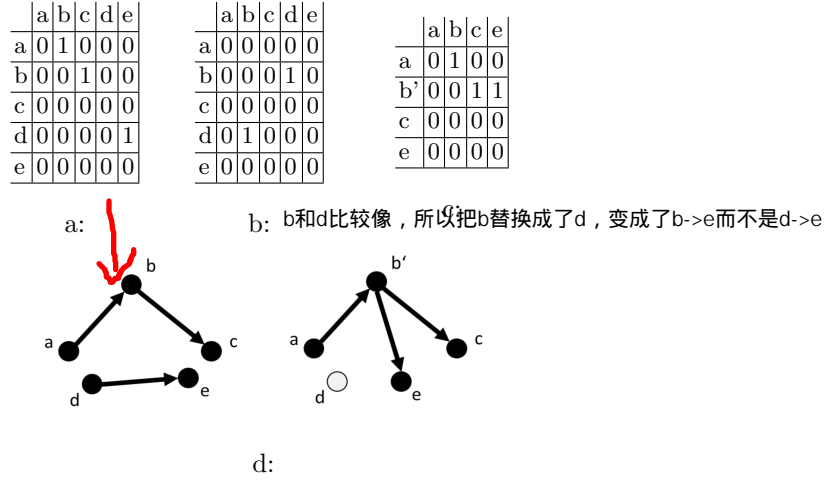 a b c d e
a 0 1 0 0 0
b 0 0 1 0 0
c 0 0 0 0 0
d 0 0 0 0 1
e 0 0 0 0 0
a b c d e
a 0 0 0 0 0
b 0 0 0 1 0
c 0 0 0 0 0
d 0 1 0 0 0
e 0 0 0 0 0
a b c e
a 0 1 0 0
b' 0 0 1 1
c 0 0 0 0
e 0 0 0 0
a:
b:
c:
b和d比较像，所以把b替换成了d，变成了b->e而不是d->e
b
a
c
d
e
b‘
a
c
d
e
d: